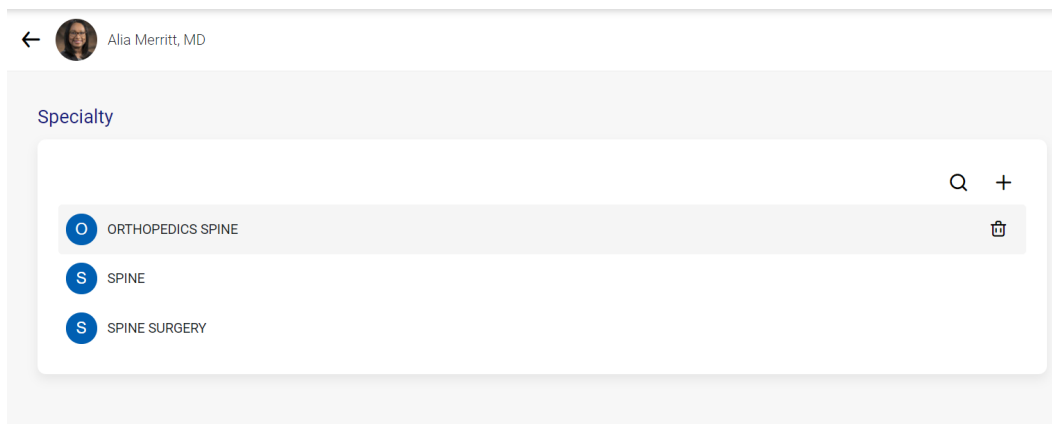 Alia Merritt, MD
Specialty
O ORTHOPEDICS SPINE
S SPINE
S SPINE SURGERY